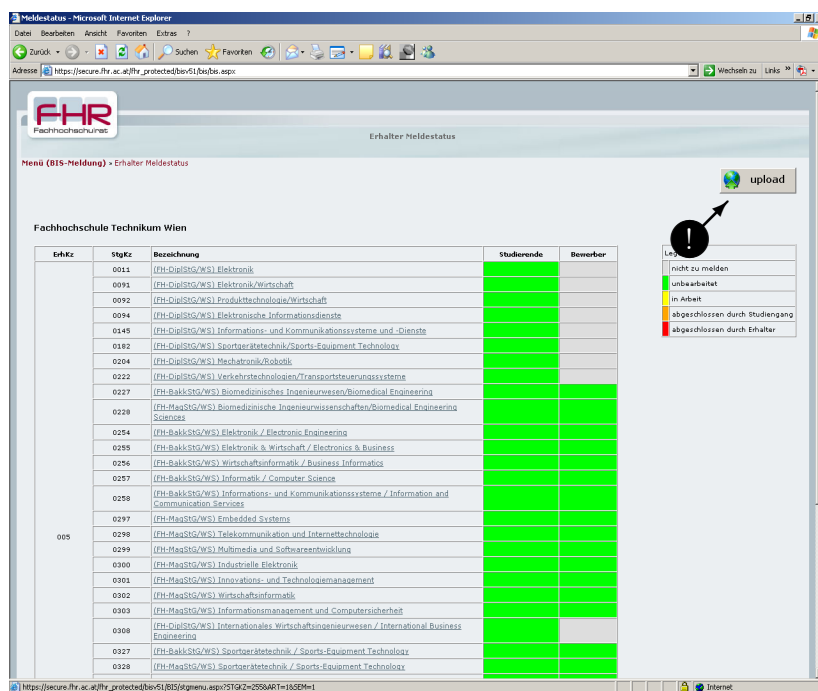 Meldestatus - Microsoft Internet Explorer
Datei Bearbeiten Ansicht Favoriten Extras ?
Zurück Suchen Favoriten
Adresse https://secure.fhr.ac.at/fhr_protected/bisv51/bis/bis.aspx Wechseln zu Links »
FHR
Fachhochschulrat
Erhalter Meldestatus
Menü (BIS-Meldung) » Erhalter Meldestatus
upload
!
Fachhochschule Technikum Wien
ErhKz StgKz Bezeichnung Studierende Bewerber
0011 (FH-DiplStG/WS) Elektronik
0091 (FH-DiplStG/WS) Elektronik/Wirtschaft
0092 (FH-DiplStG/WS) Produkttechnologie/Wirtschaft
0094 (FH-DiplStG/WS) Elektronische Informationsdienste
0145 (FH-DiplStG/WS) Informations- und Kommunikationssysteme und -Dienste
0182 (FH-DiplStG/WS) Sportgerätetechnik/Sports-Equipment Technology
0204 (FH-DiplStG/WS) Mechatronik/Robotik
0222 (FH-DiplStG/WS) Verkehrstechnologien/Transportsteuerungssysteme
0227 (FH-BakkStG/WS) Biomedizinisches Ingenieurwesen/Biomedical Engineering
0228 (FH-MagStG/WS) Biomedizinische Ingenieurwissenschaften/Biomedical Engineering
Sciences
0254 (FH-BakkStG/WS) Elektronik / Electronic Engineering
0255 (FH-BakkStG/WS) Elektronik & Wirtschaft / Electronics & Business
0256 (FH-BakkStG/WS) Wirtschaftsinformatik / Business Informatics
0257 (FH-BakkStG/WS) Informatik / Computer Science
0258 (FH-BakkStG/WS) Informations- und Kommunikationssysteme / Information and
Communication Services
0297 (FH-MagStG/WS) Embedded Systems
005 0298 (FH-MagStG/WS) Telekommunikation und Internettechnologie
0299 (FH-MagStG/WS) Multimedia und Softwareentwicklung
0300 (FH-MagStG/WS) Industrielle Elektronik
0301 (FH-MagStG/WS) Innovations- und Technologiemanagement
0302 (FH-MagStG/WS) Wirtschaftsinformatik
0303 (FH-MagStG/WS) Informationsmanagement und Computersicherheit
0308 (FH-DiplStG/WS) Internationales Wirtschaftsingenieurwesen / International Business
Engineering
0327 (FH-BakkStG/WS) Sportgerätetechnik / Sports-Equipment Technology
0328 (FH-MagStG/WS) Sportgerätetechnik / Sports-Equipment Technology
nicht zu melden
unbearbeitet
in Arbeit
abgeschlossen durch Studiengang
abgeschlossen durch Erhalter
https://secure.fhr.ac.at/fhr_protected/bisv51/BIS/stgmenu.aspx?STGKZ=255&ART=1&SEM=1 Internet